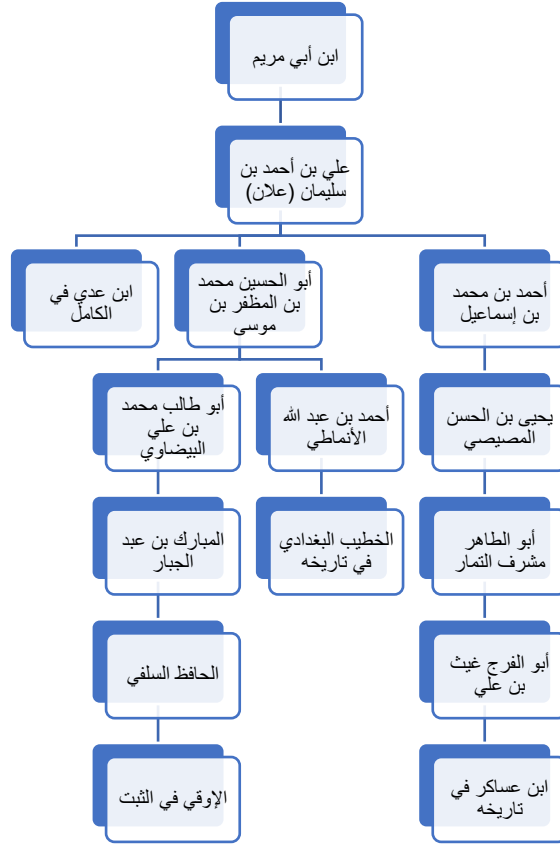 ابن أبي مريم
علي بن أحمد بن
سليمان (علان)
أحمد بن محمد
بن إسماعيل
أبو الحسين محمد
بن المظفر بن
موسى
ابن عدي في
الكامل
يحيى بن الحسن
المصيصي
أحمد بن عبد الله
الأنماطي
أبو طالب محمد
بن علي
البيضاوي
أبو الطاهر
مشرف التمار
الخطيب البغدادي
في تاريخه
المبارك بن عبد
الجبار
أبو الفرج غيث
بن علي
الحافظ السلفي
ابن عساكر في
تاريخه
الإوقي في الثبت